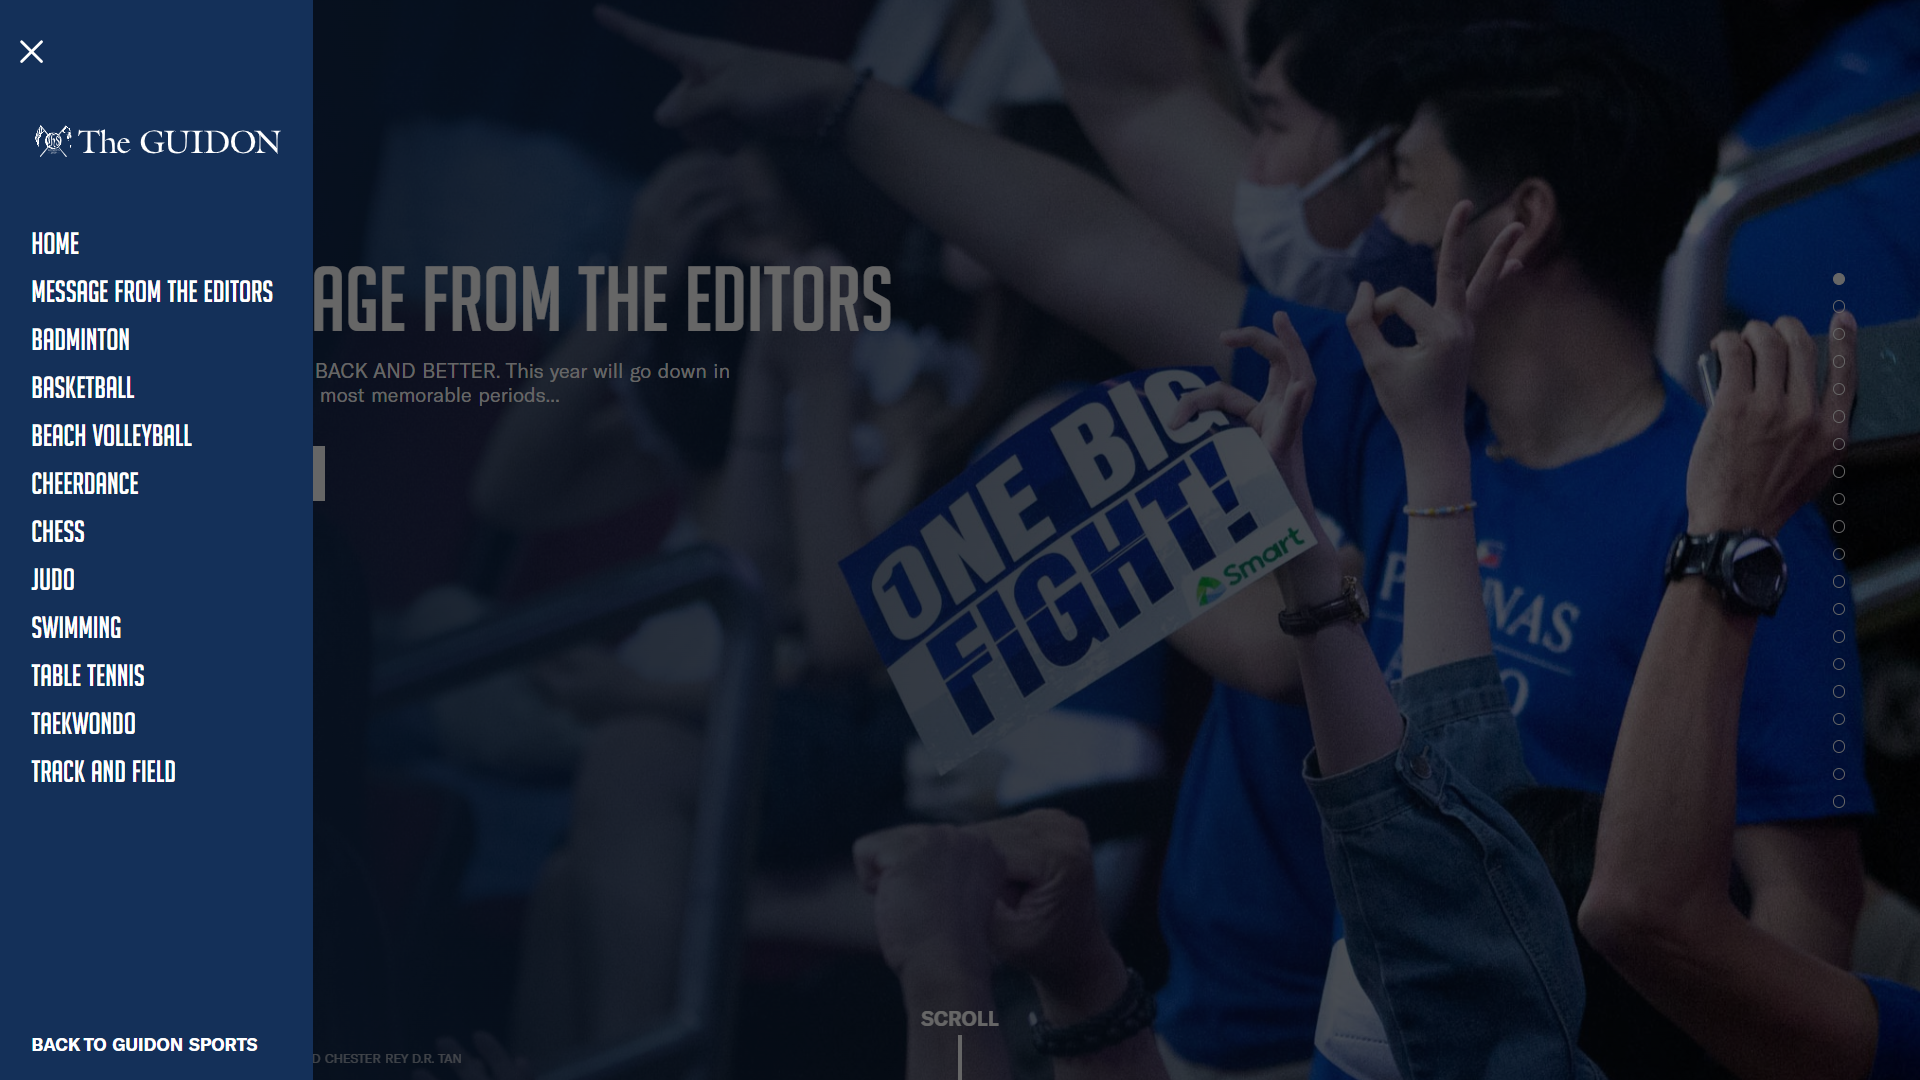 The GUIDON
HOME
MESSAGE FROM THE EDITORS
BADMINTON
BASKETBALL
BEACH VOLLEYBALL
CHEERDANCE
CHESS
JUDO
SWIMMING
TABLE TENNIS
TAEKWONDO
TRACK AND FIELD
BACK TO GUIDON SPORTS
AGE FROM THE EDITORS
BACK AND BETTER. This year will go down in
most memorable periods...
ONE BIG
FIGHT!
Smart
SCROLL
D CHESTER REY D.R. TAN